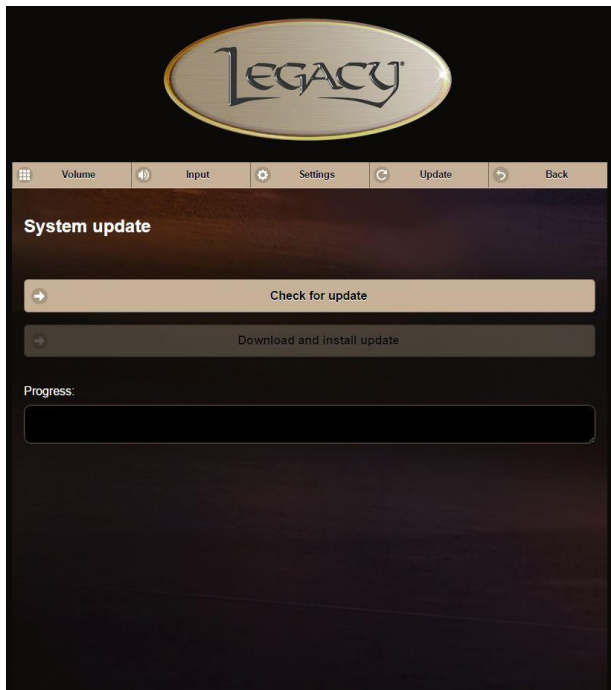 LEGACY
Volume Input Settings Update Back
System update
Check for update
Download and install update
Progress: